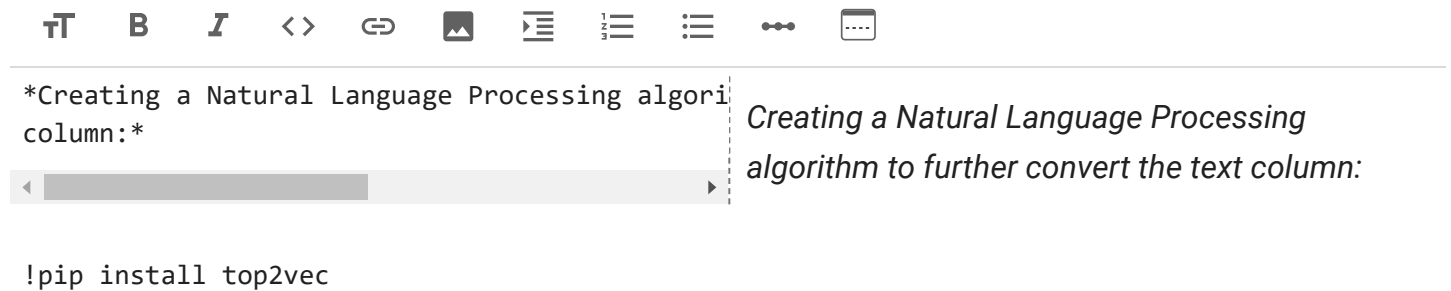 *Creating a Natural Language Processing algori
column:*
Creating a Natural Language Processing
algorithm to further convert the text column:
!pip install top2vec